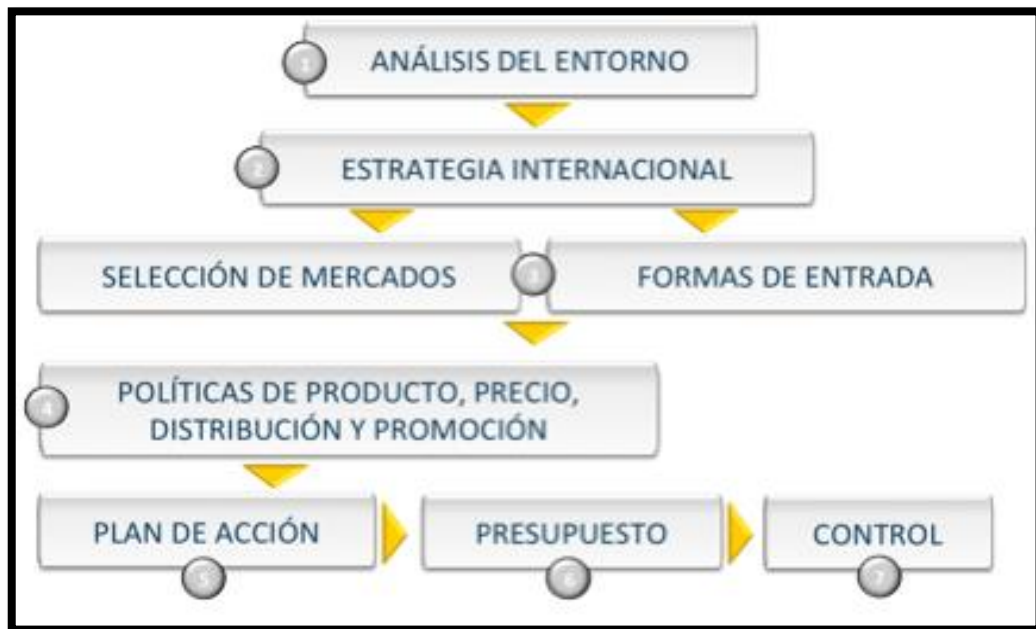 1 ANÁLISIS DEL ENTORNO
2 ESTRATEGIA INTERNACIONAL
SELECCIÓN DE MERCADOS 3 FORMAS DE ENTRADA
4 POLÍTICAS DE PRODUCTO, PRECIO,
DISTRIBUCIÓN Y PROMOCIÓN
PLAN DE ACCIÓN PRESUPUESTO CONTROL
5 6 7